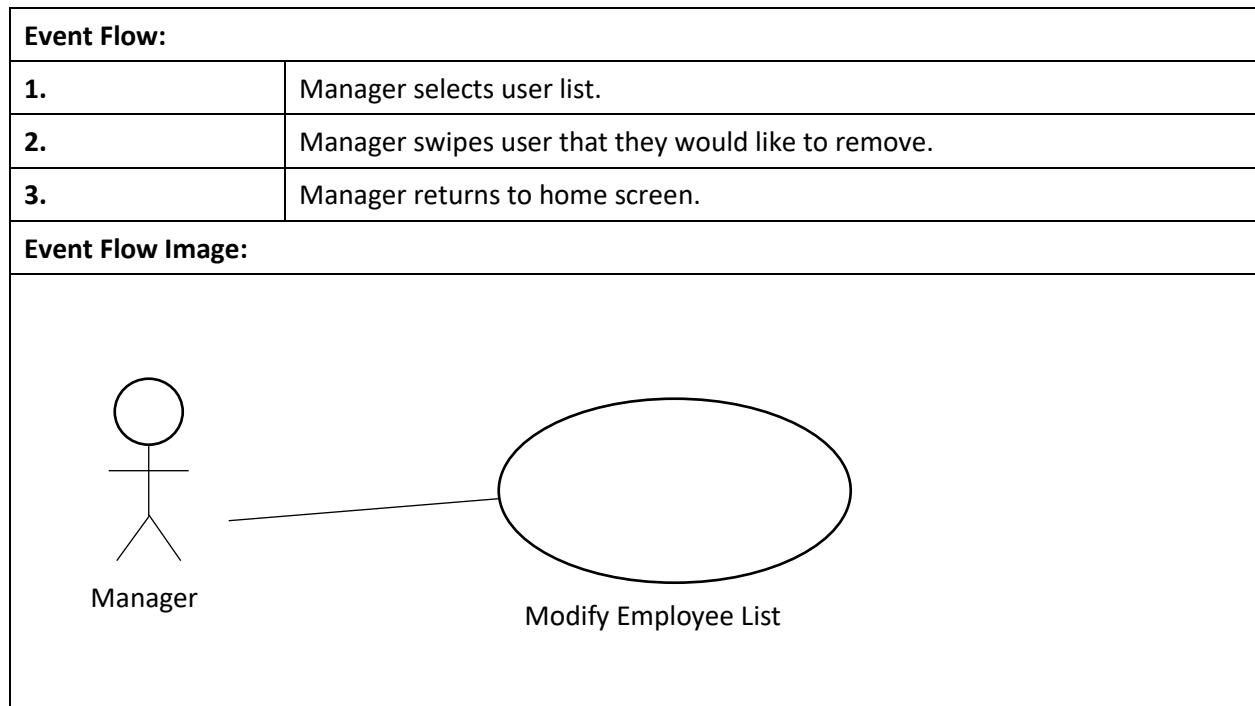 Event Flow:
1. Manager selects user list.
2. Manager swipes user that they would like to remove.
3. Manager returns to home screen.
Event Flow Image:
Manager
Modify Employee List